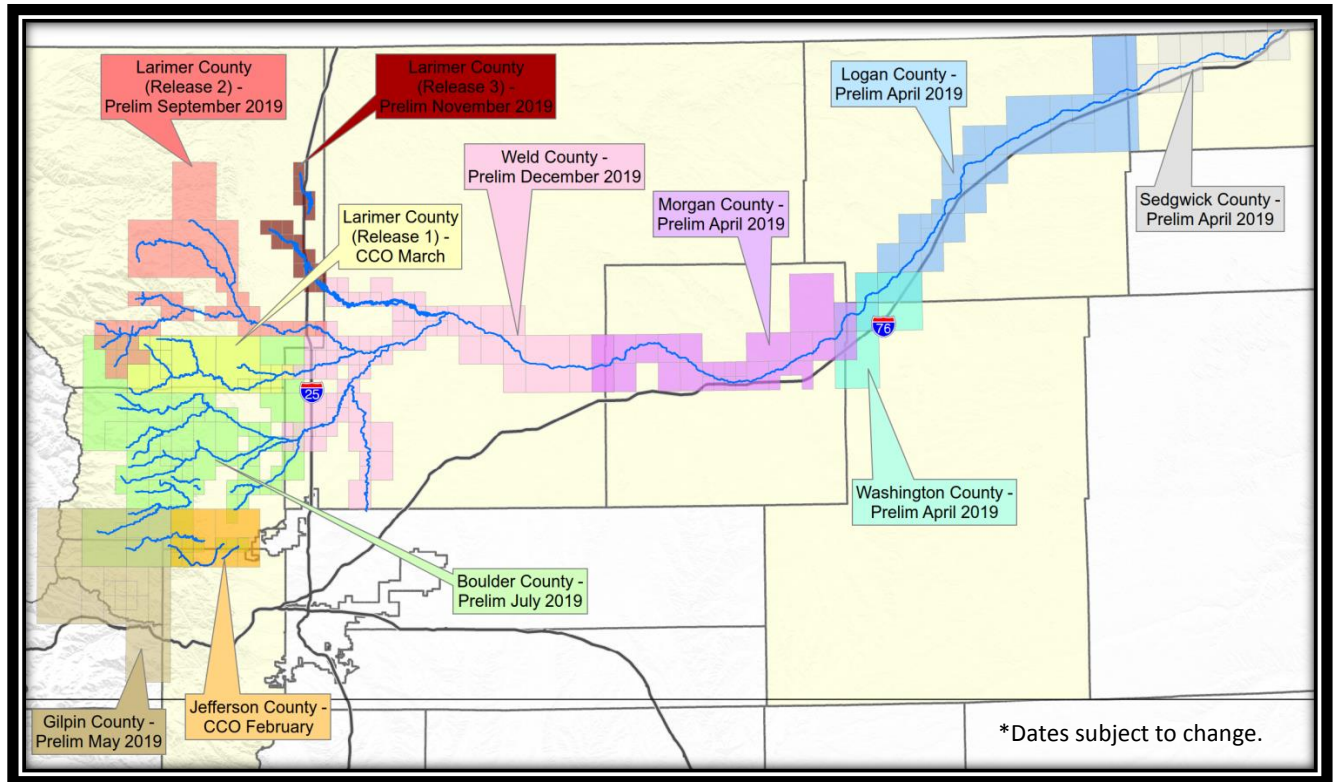 Larimer County
(Release 2) -
Prelim September 2019
Larimer County
(Release 3) -
Prelim November 2019
Logan County -
Prelim April 2019
Weld County -
Prelim December 2019
Sedgwick County -
Prelim April 2019
Morgan County -
Prelim April 2019
Larimer County
(Release 1) -
CCO March
76
25
Washington County -
Prelim April 2019
Boulder County -
Prelim July 2019
Gilpin County -
Prelim May 2019
Jefferson County -
CCO February
*Dates subject to change.